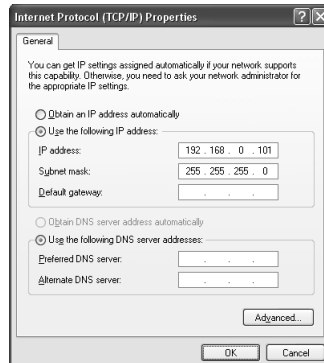 Internet Protocol (TCP/IP) Properties
General
You can get IP settings assigned automatically if your network supports
this capability. Otherwise, you need to ask your network administrator for
the appropriate IP settings.
Obtain an IP address automatically
Use the following IP address:
IP address: 192 . 168 . 0 . 101
Subnet mask: 255 . 255 . 255 . 0
Default gateway: . . .
Obtain DNS server address automatically
Use the following DNS server addresses:
Preferred DNS server: . . .
Alternate DNS server: . . .
Advanced...
OK Cancel